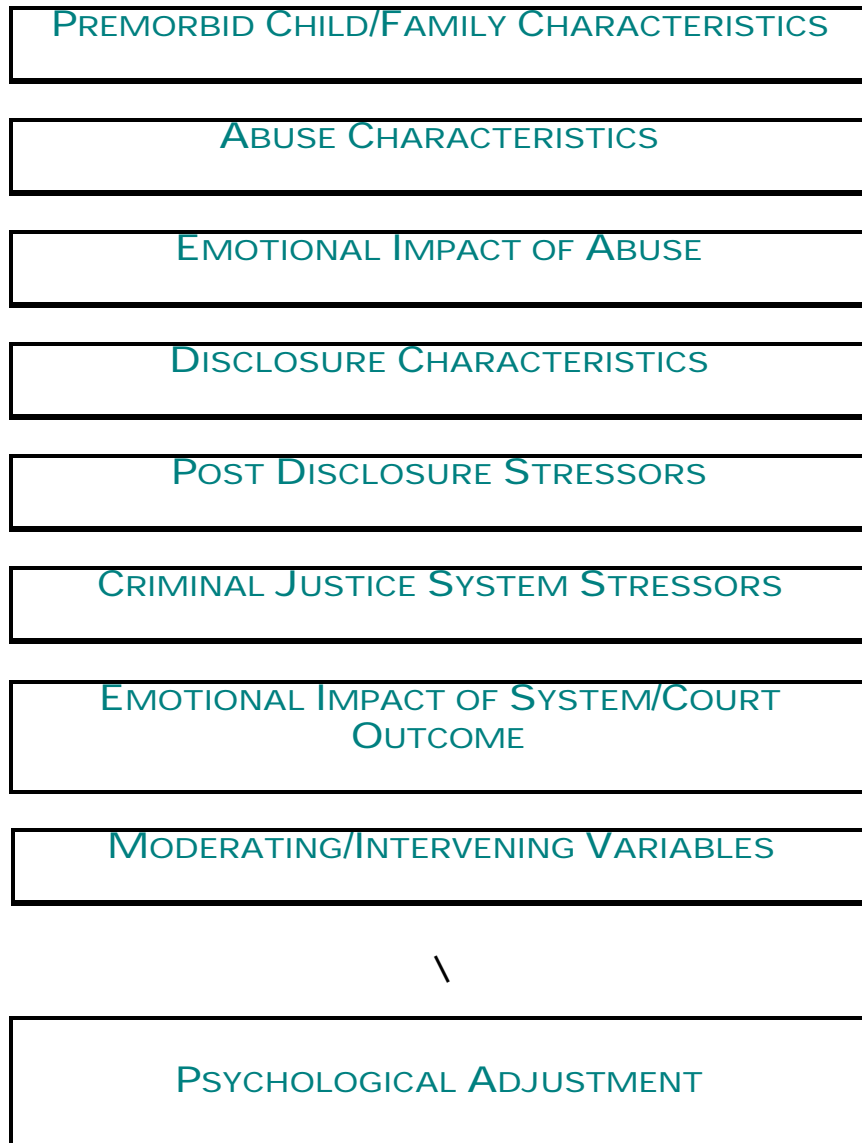 PREMORBID CHILD/FAMILY CHARACTERISTICS
ABUSE CHARACTERISTICS
EMOTIONAL IMPACT OF ABUSE
DISCLOSURE CHARACTERISTICS
POST DISCLOSURE STRESSORS
CRIMINAL JUSTICE SYSTEM STRESSORS
EMOTIONAL IMPACT OF SYSTEM/COURT
OUTCOME
MODERATING/INTERVENING VARIABLES
\
PSYCHOLOGICAL ADJUSTMENT